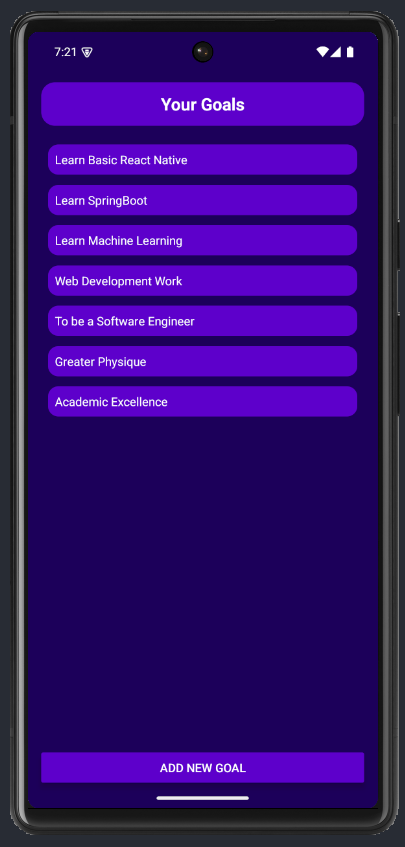 7:21
Your Goals
Learn Basic React Native
Learn SpringBoot
Learn Machine Learning
Web Development Work
To be a Software Engineer
Greater Physique
Academic Excellence
ADD NEW GOAL